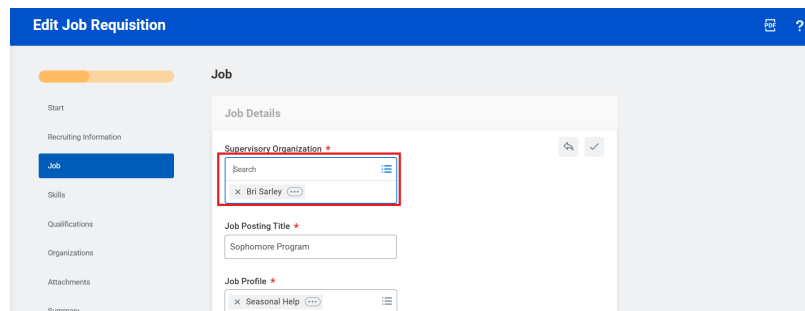 Edit Job Requisition
PDF
?
Job
Start
Recruiting Information
Job
Skills
Qualifications
Organizations
Attachments
Summary
Job Details
Supervisory Organization *
Search
× Bri Sarley
Job Posting Title *
Sophomore Program
Job Profile *
× Seasonal Help